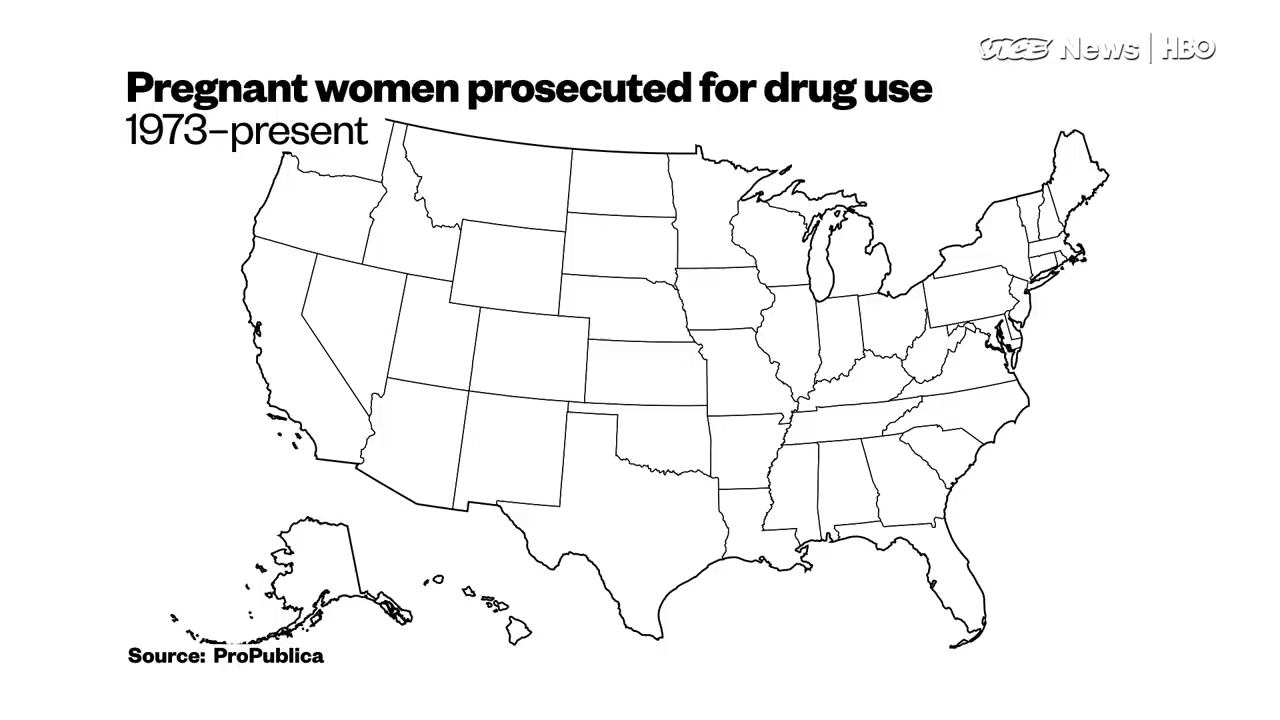 VICE News | HBO
Pregnant women prosecuted for drug use
1973–present
Source: ProPublica